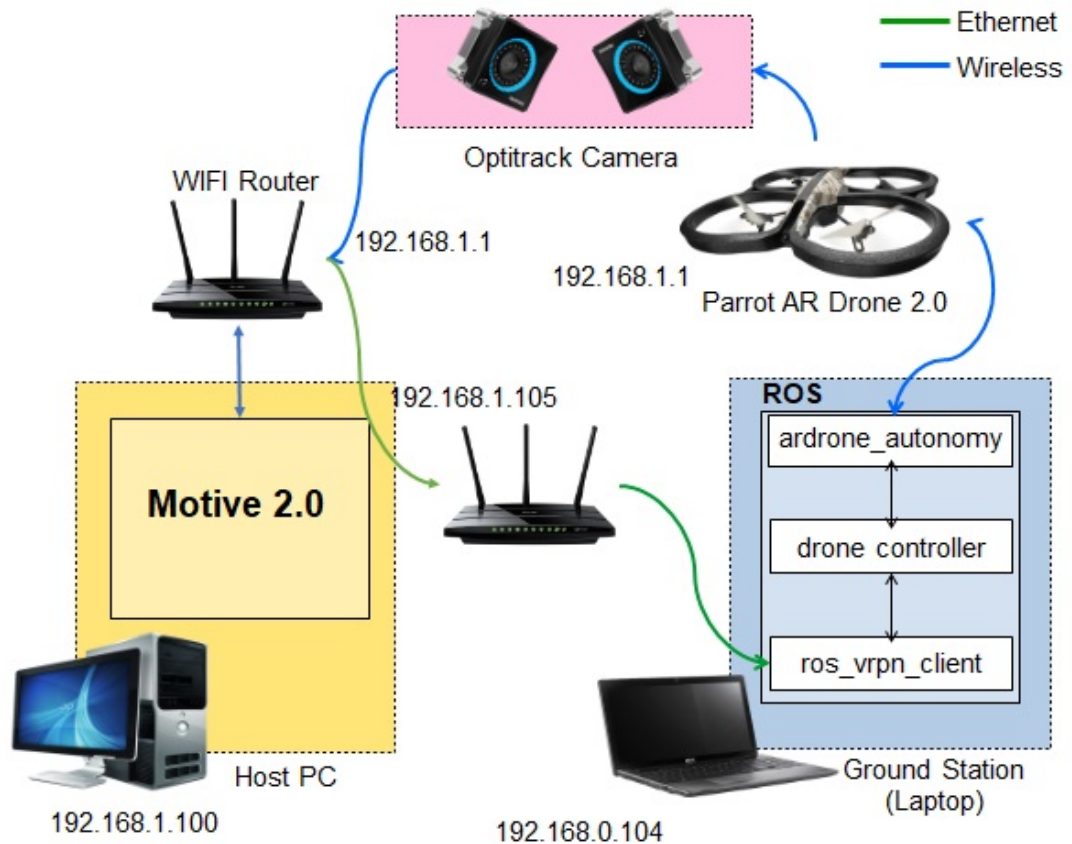 Ethernet
Wireless
Optitrack Camera
WIFI Router
192.168.1.1
192.168.1.1
Parrot AR Drone 2.0
192.168.1.105
ROS
ardrone_autonomy
Motive 2.0
drone controller
ros_vrpn_client
Host PC
Ground Station
(Laptop)
192.168.1.100
192.168.0.104